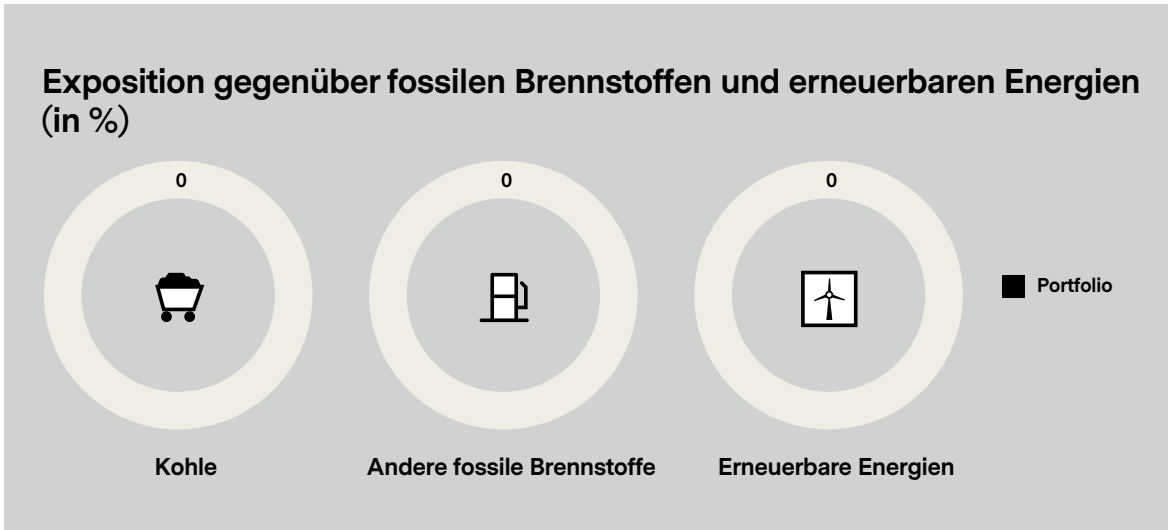 Exposition gegenüber fossilen Brennstoffen und erneuerbaren Energien
(in %)
0
0
0
Portfolio
Kohle
Andere fossile Brennstoffe
Erneuerbare Energien